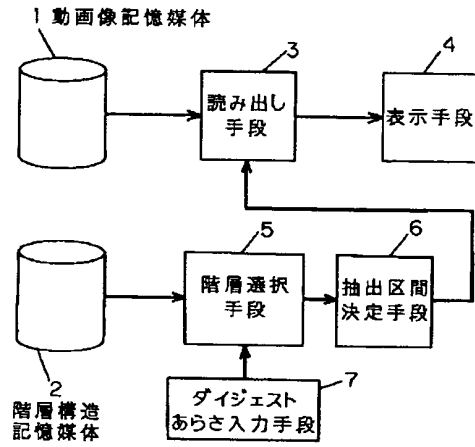 1 動画像記憶媒体
3
読み出し
手段
4
表示手段
5
階層選択
手段
6
抽出区間
決定手段
2
階層構造
記憶媒体
ダイジェスト
あらさ入力手段
7